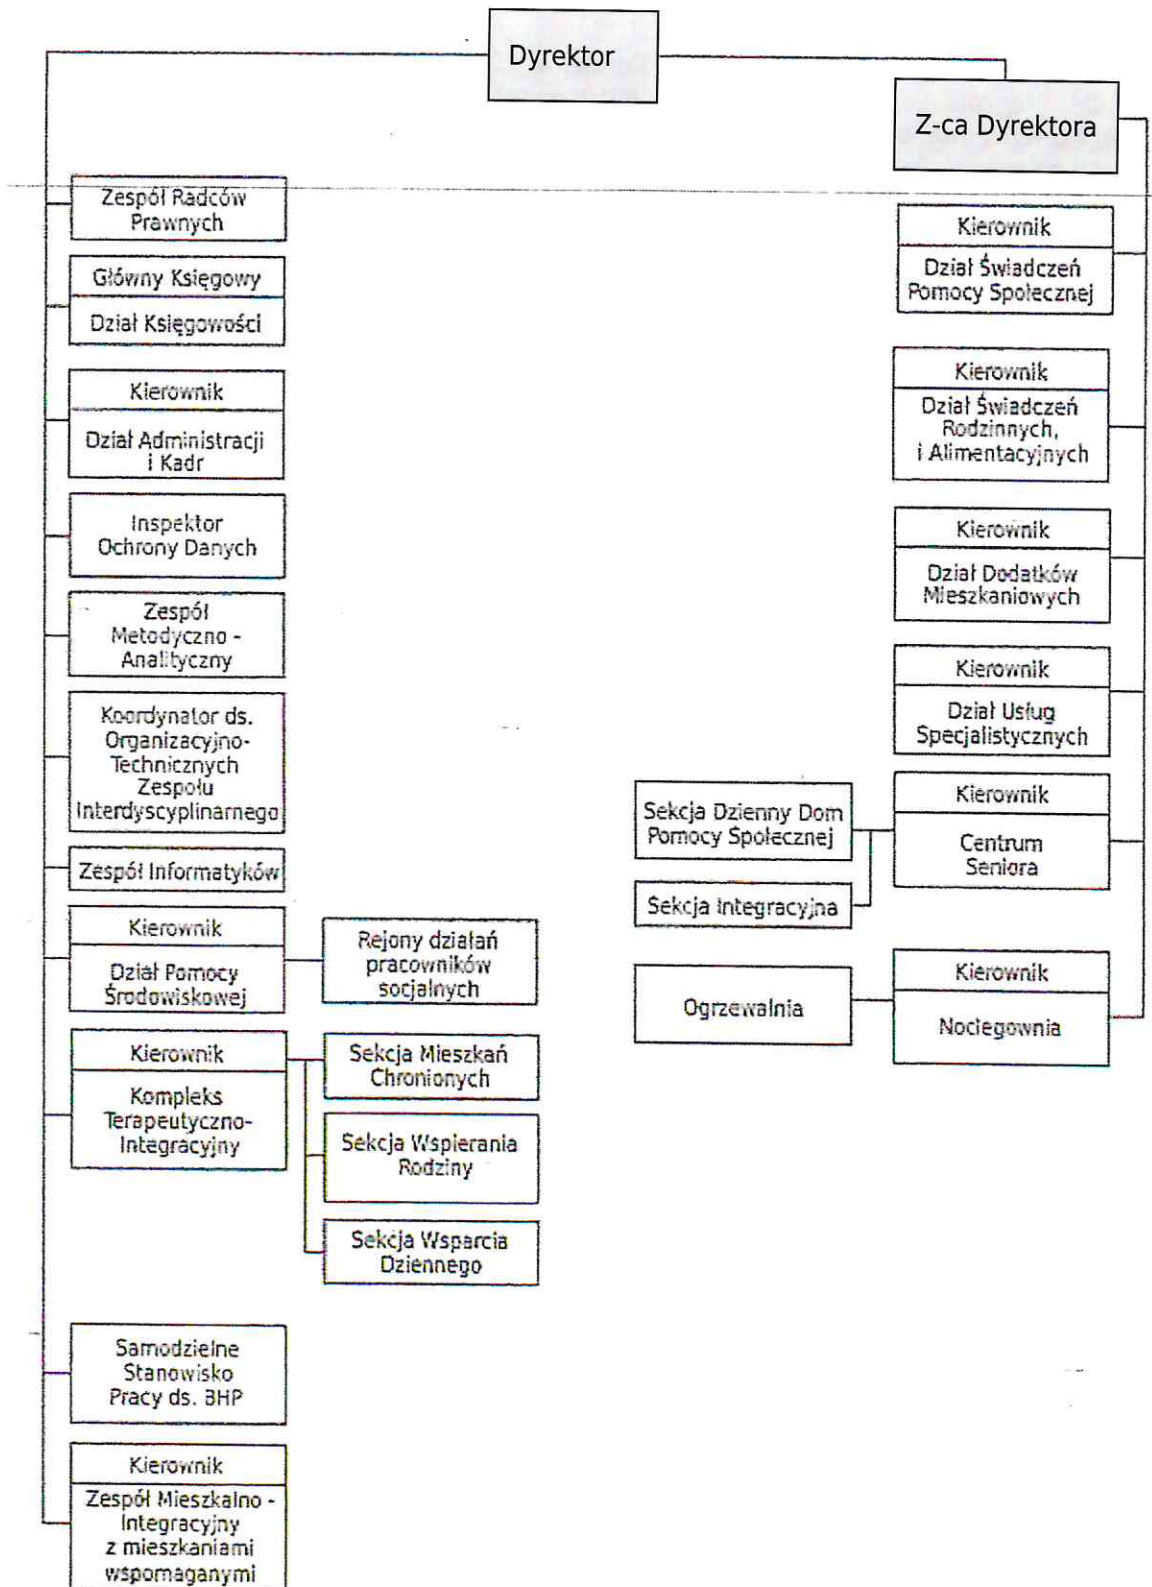 Dyrektor
Z-ca Dyrektora
Zespół Radców
Prawnych
Główny Księgowy
Dział Księgowości
Kierownik
Dział Administracji
i Kadr
Inspektor
Ochrony Danych
Zespół
Metodyczno -
Analityczny
Koordynator ds.
Organizacyjno-
Technicznych
Zespołu
Interdyscyplinarnego
Zespół Informatyków
Kierownik
Dział Pomocy
Środowiskowej
Rejony działań
pracowników
socjalnych
Kierownik
Kompleks
Terapeutyczno-
Integracyjny
Sekcja Mieszkań
Chronionych
Sekcja Wspierania
Rodziny
Sekcja Wsparcia
Dziennego
Samodzielne
Stanowisko
Pracy ds. BHP
Kierownik
Zespół Mieszkalno -
Integracyjny
z mieszkaniami
wspomaganymi
Kierownik
Dział Świadczeń
Pomocy Społecznej
Kierownik
Dział Świadczeń
Rodzinnych,
i Alimentacyjnych
Kierownik
Dział Dodatków
Mieszkaniowych
Kierownik
Dział Usług
Specjalistycznych
Kierownik
Centrum
Seniora
Sekcja Dzienny Dom
Pomocy Społecznej
Sekcja Integracyjna
Kierownik
Noclegownia
Ogrzewalnia